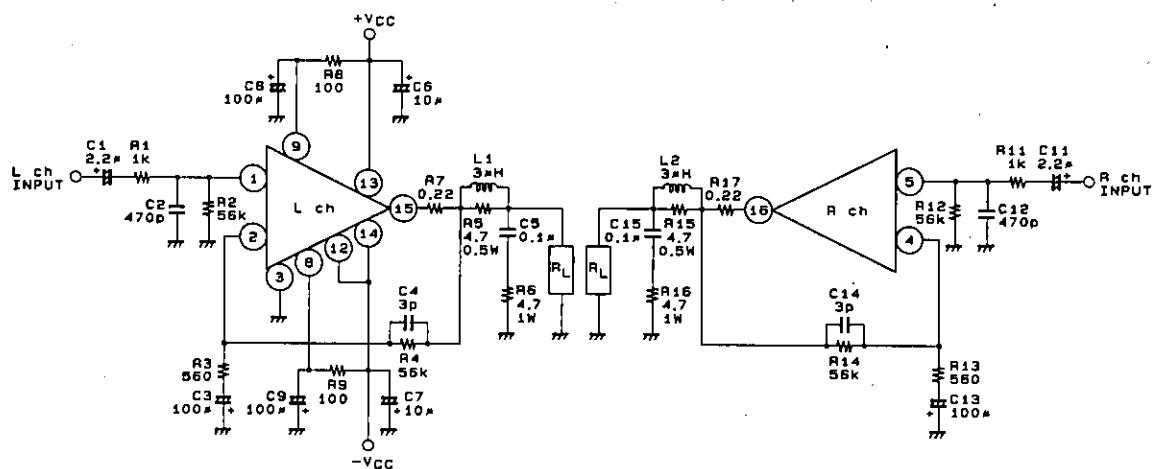 +VCC
C8
100μ
R8
100
C6
10μ
9
L ch
INPUT
C1
2.2μ
+
R1
1k
C2
470p
R2
56k
1
2
3
8
12
13
14
15
L ch
R7
0.22
L1
3μH
R5
4.7
0.5W
C5
0.1μ
R6
4.7
1W
RL
C4
3p
R4
56k
R3
560
C3
100μ
+
C9
100μ
+
R9
100
C7
10μ
+
-VCC
RL
L2
3μH
R17
0.22
C15
0.1μ
R15
4.7
0.5W
R16
4.7
1W
16
R ch
5
4
R11
1k
C11
2.2μ
+
R ch
INPUT
R12
56k
C12
470p
C14
3p
R14
56k
R13
560
C13
100μ
+